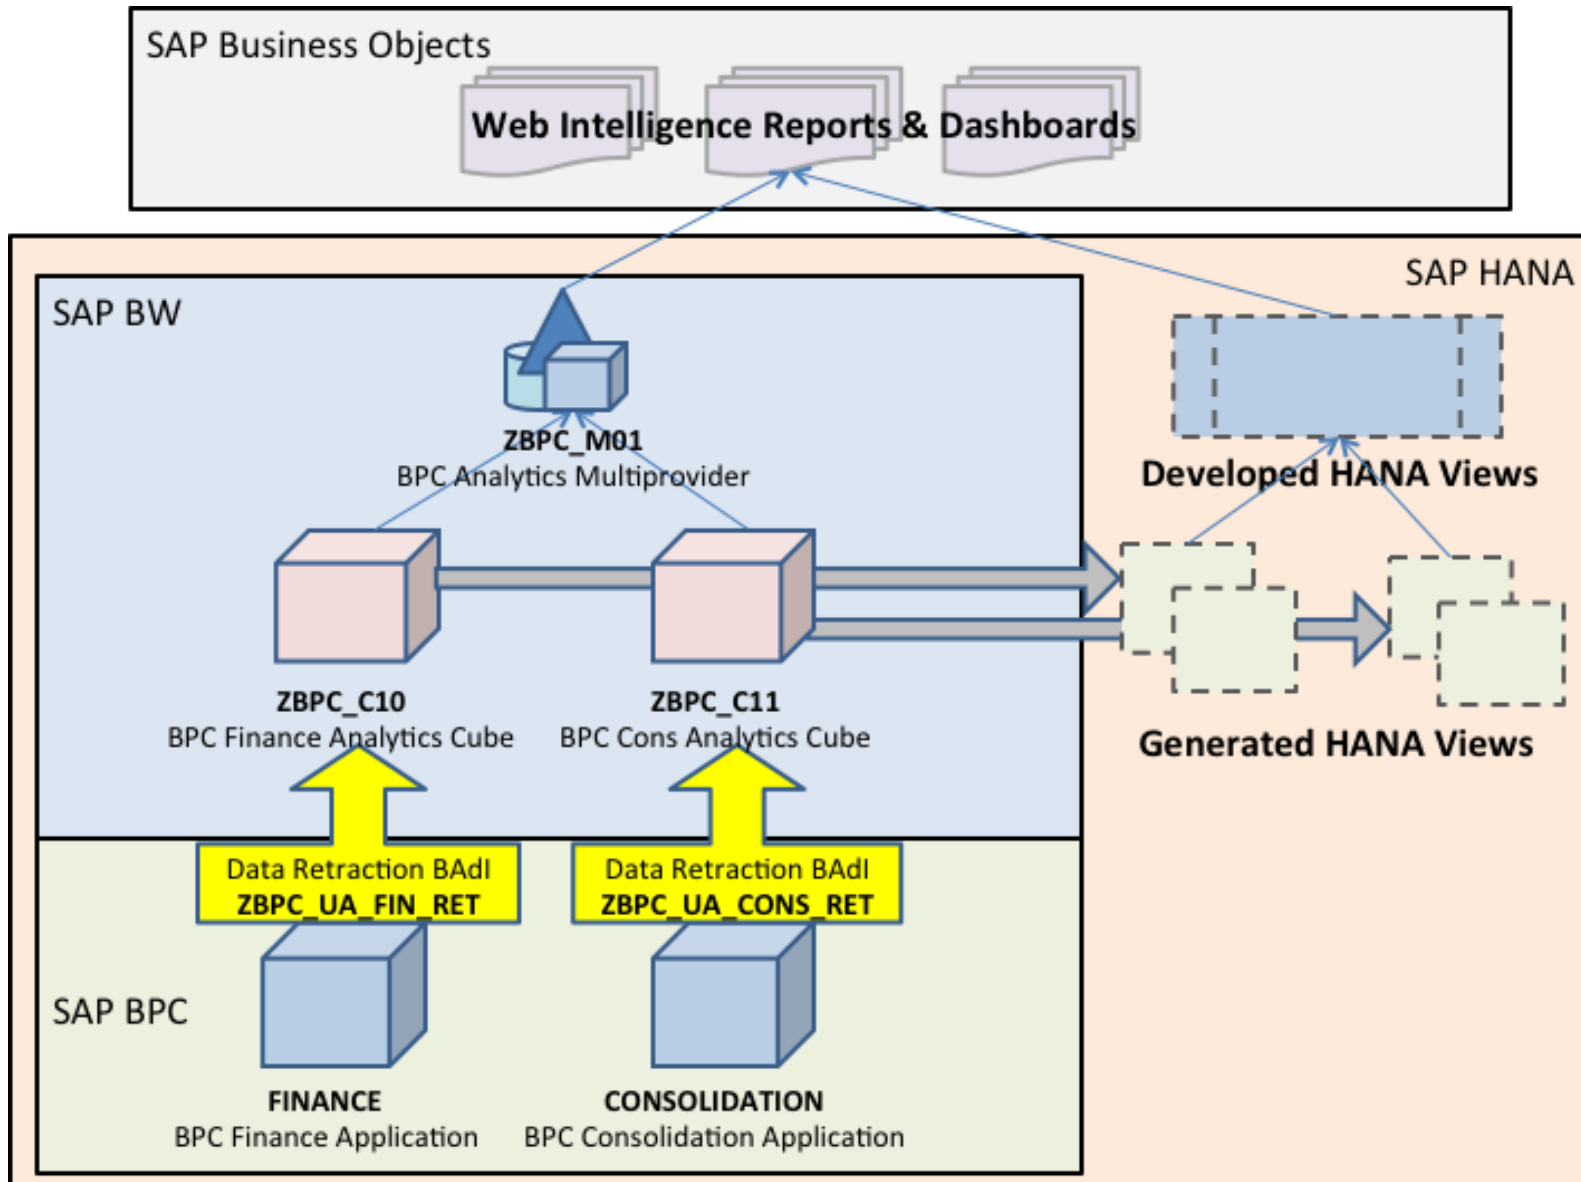 SAP Business Objects
Web Intelligence Reports & Dashboards
SAP HANA
SAP BW
ZBPC_M01
BPC Analytics Multiprovider
Developed HANA Views
ZBPC_C10
BPC Finance Analytics Cube
ZBPC_C11
BPC Cons Analytics Cube
Generated HANA Views
Data Retraction BAdI
ZBPC_UA_FIN_RET
Data Retraction BAdI
ZBPC_UA_CONS_RET
SAP BPC
FINANCE
BPC Finance Application
CONSOLIDATION
BPC Consolidation Application